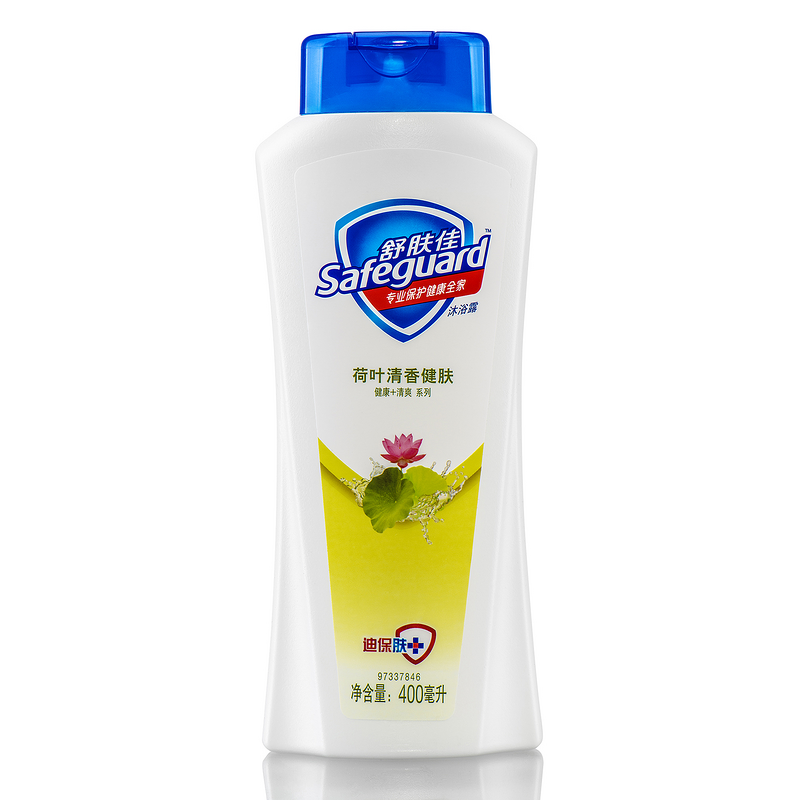 舒肤佳
Safeguard™
专业保护健康全家
沐浴露
荷叶清香健肤
健康+清爽 系列
迪保肤
97337846
净含量：400毫升